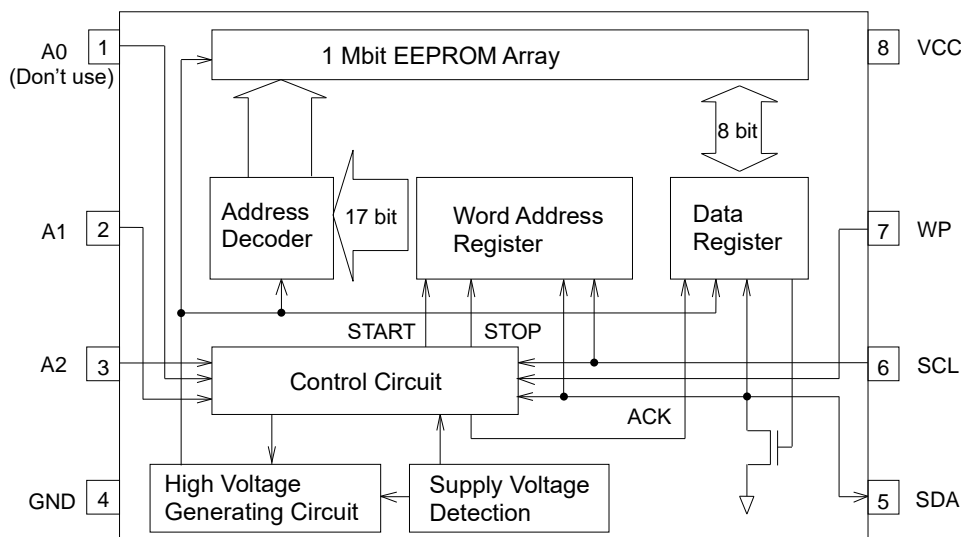 1
A0
(Don't use)
1 Mbit EEPROM Array
8
VCC
8 bit
2
A1
Address
Decoder
17 bit
Word Address
Register
Data
Register
7
WP
START
STOP
3
A2
Control Circuit
6
SCL
ACK
4
GND
High Voltage
Generating Circuit
Supply Voltage
Detection
5
SDA